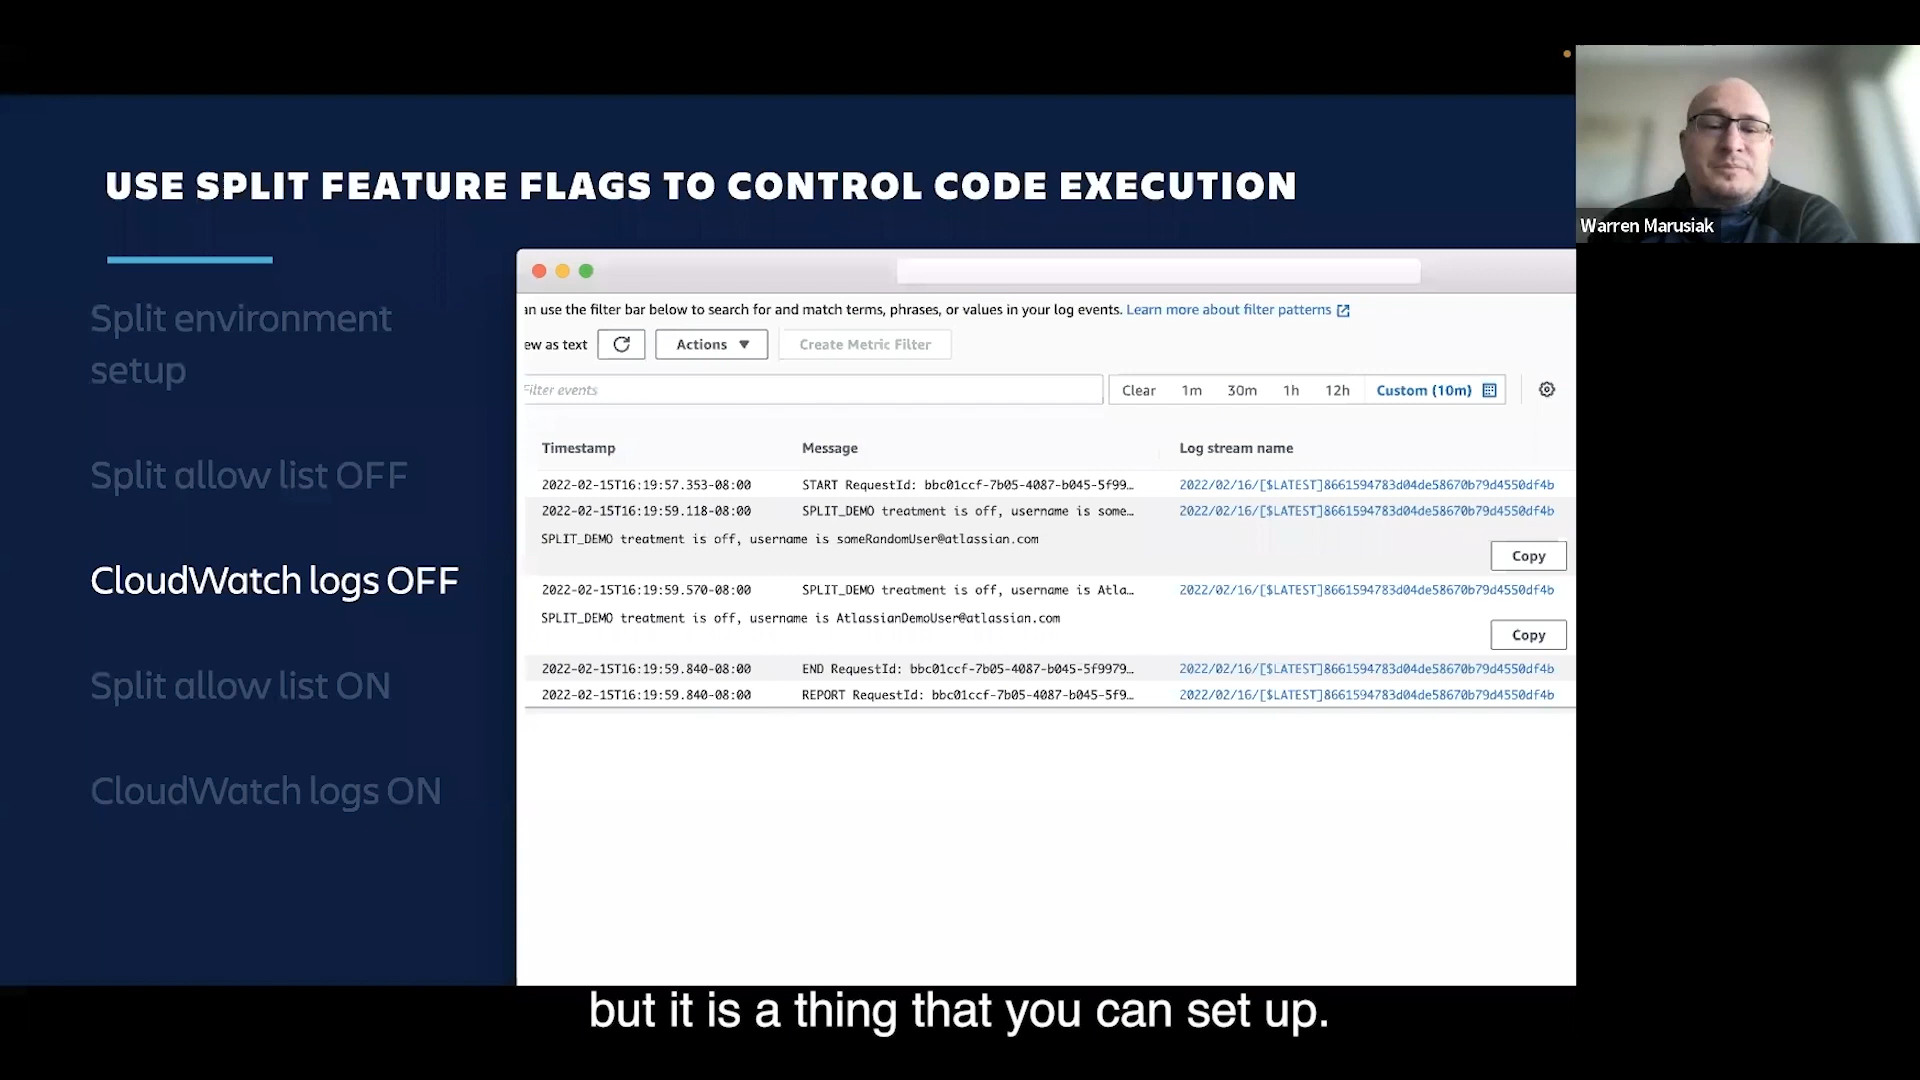 USE SPLIT FEATURE FLAGS TO CONTROL CODE EXECUTION
Warren Marusiak
Split environment
setup
Split allow list OFF
CloudWatch logs OFF
Split allow list ON
CloudWatch logs ON
an use the filter bar below to search for and match terms, phrases, or values in your log events. Learn more about filter patterns
ew as text Actions ▼ Create Metric Filter
Filter events Clear 1m 30m 1h 12h Custom (10m)
Timestamp Message Log stream name
2022-02-15T16:19:57.353-08:00 START RequestId: bbc01ccf-7b05-4087-b045-5f99… 2022/02/16/[$LATEST]8661594783d04de58670b79d4550df4b
2022-02-15T16:19:59.118-08:00 SPLIT_DEMO treatment is off, username is some… 2022/02/16/[$LATEST]8661594783d04de58670b79d4550df4b
SPLIT_DEMO treatment is off, username is someRandomUser@atlassian.com
Copy
2022-02-15T16:19:59.570-08:00 SPLIT_DEMO treatment is off, username is Atla… 2022/02/16/[$LATEST]8661594783d04de58670b79d4550df4b
SPLIT_DEMO treatment is off, username is AtlassianDemoUser@atlassian.com
Copy
2022-02-15T16:19:59.840-08:00 END RequestId: bbc01ccf-7b05-4087-b045-5f9979… 2022/02/16/[$LATEST]8661594783d04de58670b79d4550df4b
2022-02-15T16:19:59.840-08:00 REPORT RequestId: bbc01ccf-7b05-4087-b045-5f9… 2022/02/16/[$LATEST]8661594783d04de58670b79d4550df4b
but it is a thing that you can set up.